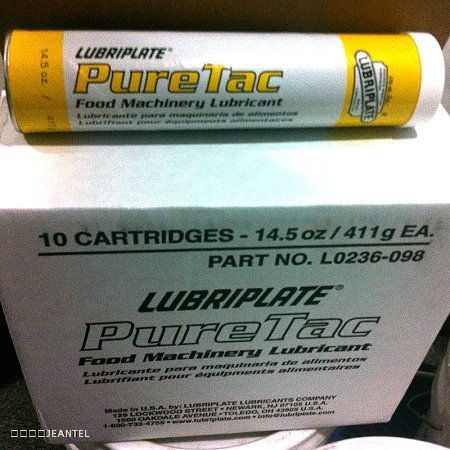 LUBRIPLATE®
PureTac
Food Machinery Lubricant
Lubricante para maquinaria de alimentos
Lubrifiant pour équipements alimentaires
14.5 oz /
LUBRIPLATE
10 CARTRIDGES - 14.5 oz / 411g EA.
PART NO. L0236-098
LUBRIPLATE®
PureTac
Food Machinery Lubricant
Lubricante para maquinaria de alimentos
Lubrifiant pour équipements alimentaires
Made in U.S.A. by: LUBRIPLATE LUBRICANTS COMPANY
129 LOCKWOOD STREET • NEWARK, NJ 07105 U.S.A.
1500 OAKDALE AVENUE • TOLEDO, OH 43605 U.S.A.
1-800-733-4755 • www.lubriplate.com • info@lubriplate.com
JEANTEL